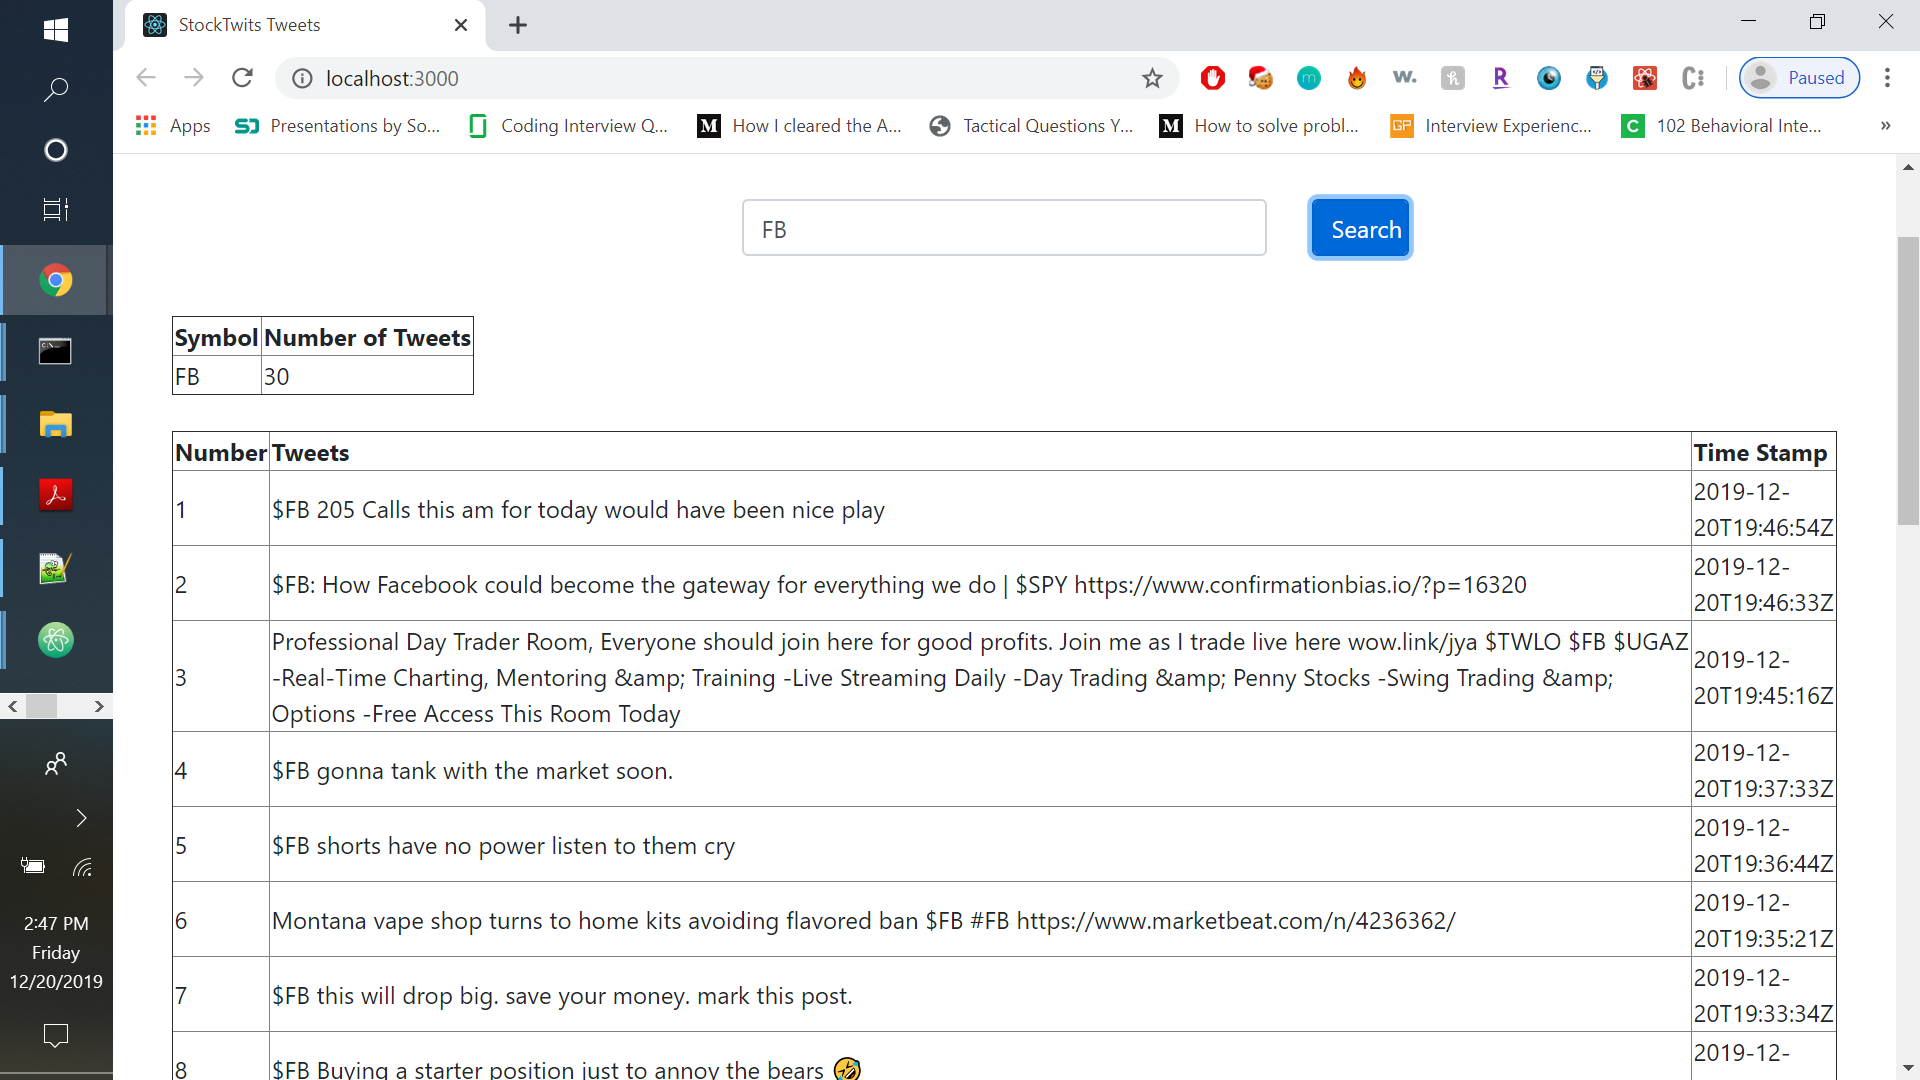 StockTwits Tweets
localhost:3000
Paused
Apps
Presentations by So...
Coding Interview Q...
How I cleared the A...
Tactical Questions Y...
How to solve probl...
Interview Experienc...
102 Behavioral Inte...
FB
Search
Symbol Number of Tweets
FB 30
Number Tweets Time Stamp
1 $FB 205 Calls this am for today would have been nice play 2019-12-
20T19:46:54Z
2 $FB: How Facebook could become the gateway for everything we do | $SPY https://www.confirmationbias.io/?p=16320 2019-12-
20T19:46:33Z
Professional Day Trader Room, Everyone should join here for good profits. Join me as I trade live here wow.link/jya $TWLO $FB $UGAZ
3 -Real-Time Charting, Mentoring &amp; Training -Live Streaming Daily -Day Trading &amp; Penny Stocks -Swing Trading &amp;
Options -Free Access This Room Today
2019-12-
20T19:45:16Z
4 $FB gonna tank with the market soon. 2019-12-
20T19:37:33Z
5 $FB shorts have no power listen to them cry 2019-12-
20T19:36:44Z
6 Montana vape shop turns to home kits avoiding flavored ban $FB #FB https://www.marketbeat.com/n/4236362/ 2019-12-
20T19:35:21Z
7 $FB this will drop big. save your money. mark this post. 2019-12-
20T19:33:34Z
8 $FB Buying a starter position just to annoy the bears 🤣 2019-12-
2:47 PM
Friday
12/20/2019